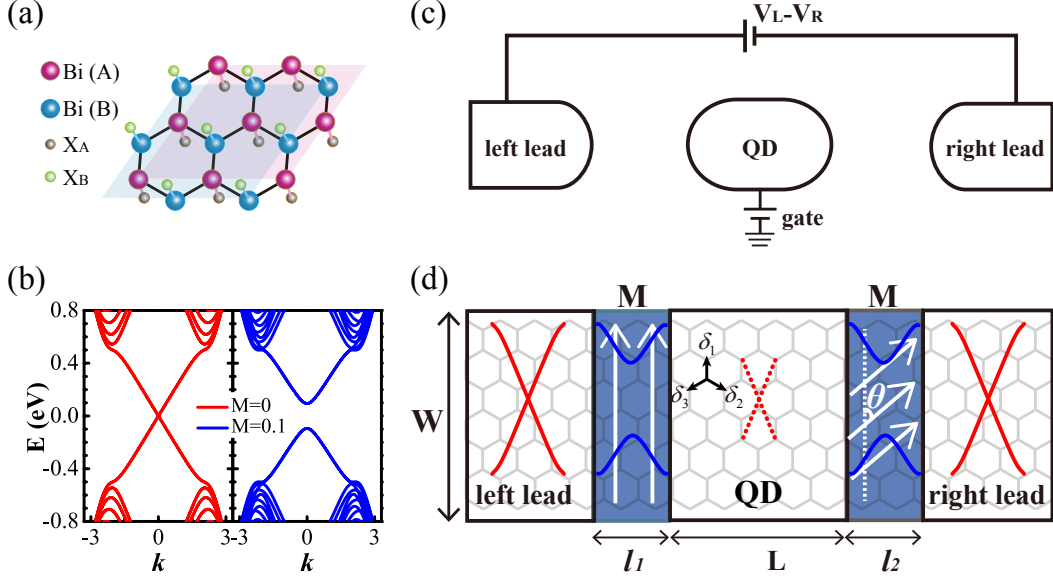 (a)
Bi (A)
Bi (B)
XA
XB
(b)
E (eV)
0.8
0.4
0.0
-0.4
-0.8
M=0
M=0.1
-3 0 3 -3 0 3
k k
(c)
VL-VR
left lead
QD
right lead
gate
(d)
M M
W
δ1
δ2
δ3
θ
left lead
QD
right lead
l1 L l2